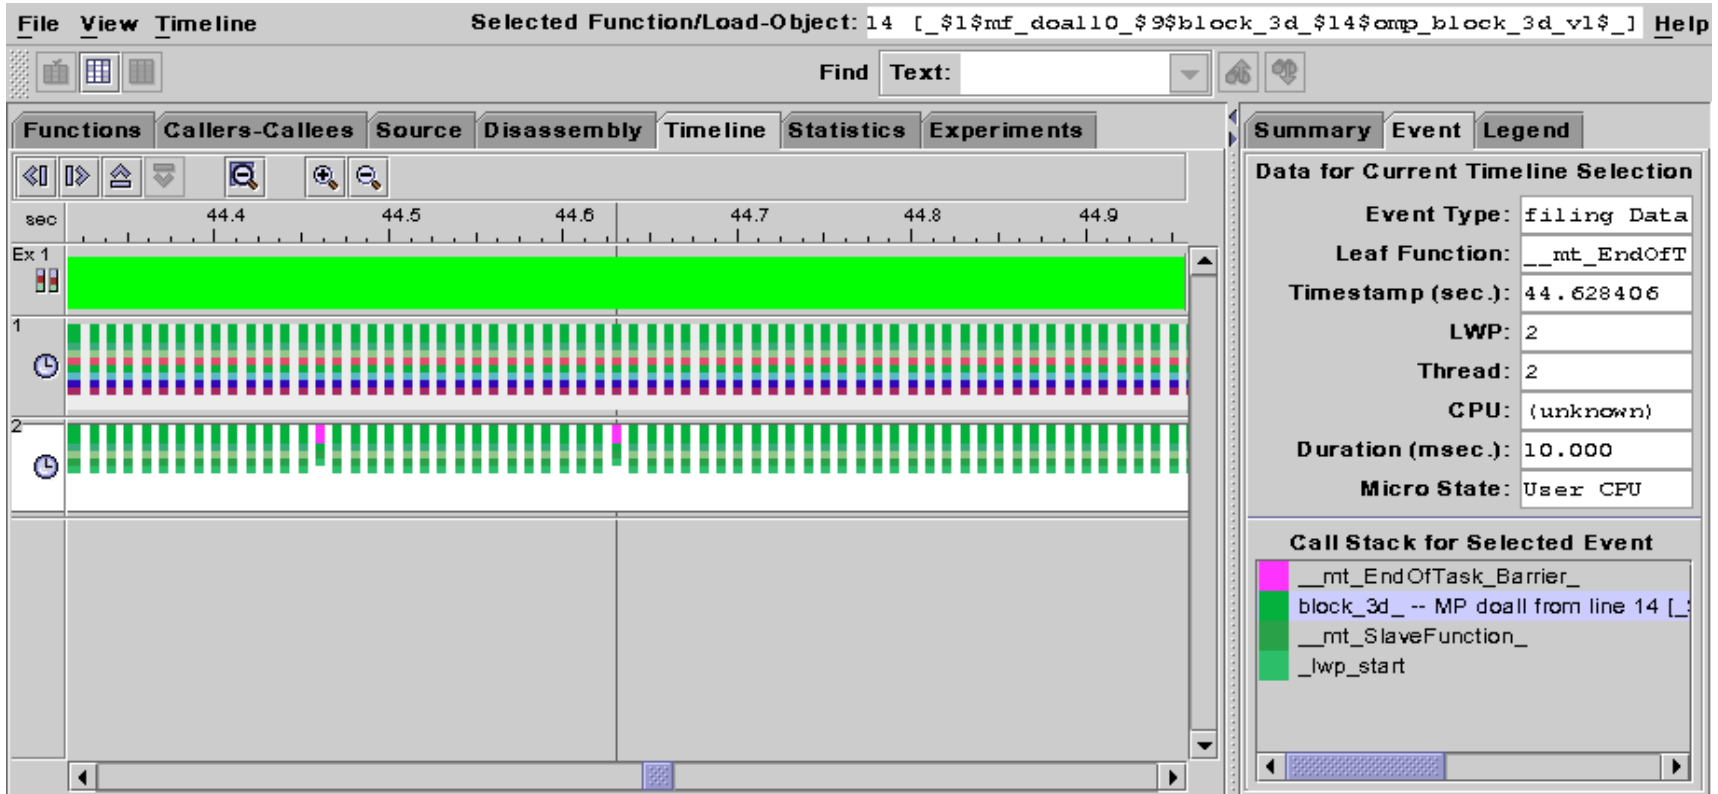 File View Timeline Selected Function/Load-Object: 14 [_$1$mf_doall0_$9$block_3d_$14$omp_block_3d_v1$_] Help
Find Text:
Functions Callers-Callees Source Disassembly Timeline Statistics Experiments
sec 44.4 44.5 44.6 44.7 44.8 44.9
Ex 1
1
2
Summary Event Legend
Data for Current Timeline Selection
Event Type: filing Data
Leaf Function: __mt_EndOfT
Timestamp (sec.): 44.628406
LWP: 2
Thread: 2
CPU: (unknown)
Duration (msec.): 10.000
Micro State: User CPU
Call Stack for Selected Event
__mt_EndOfTask_Barrier_
block_3d_ -- MP doall from line 14 [_
__mt_SlaveFunction_
_lwp_start